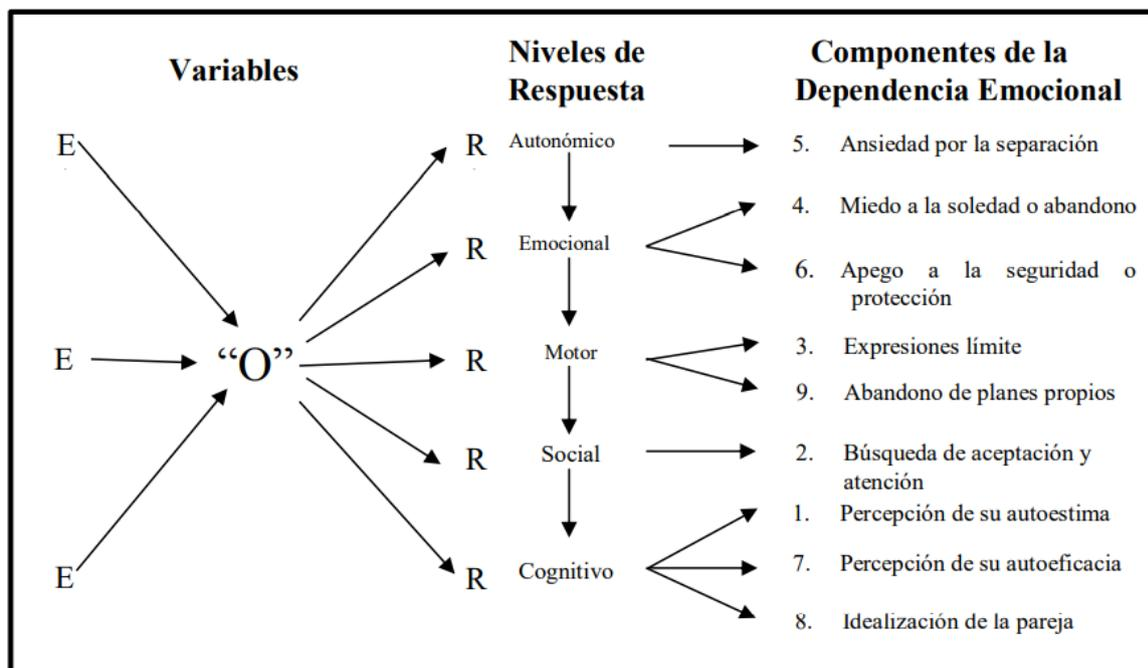 Variables
Niveles de
Respuesta
Componentes de la
Dependencia Emocional
E
R Autonómico
5. Ansiedad por la separación
4. Miedo a la soledad o abandono
R Emocional
6. Apego a la seguridad o
protección
E
“O”
R Motor
3. Expresiones límite
9. Abandono de planes propios
R Social
2. Búsqueda de aceptación y
atención
1. Percepción de su autoestima
E
R Cognitivo
7. Percepción de su autoeficacia
8. Idealización de la pareja